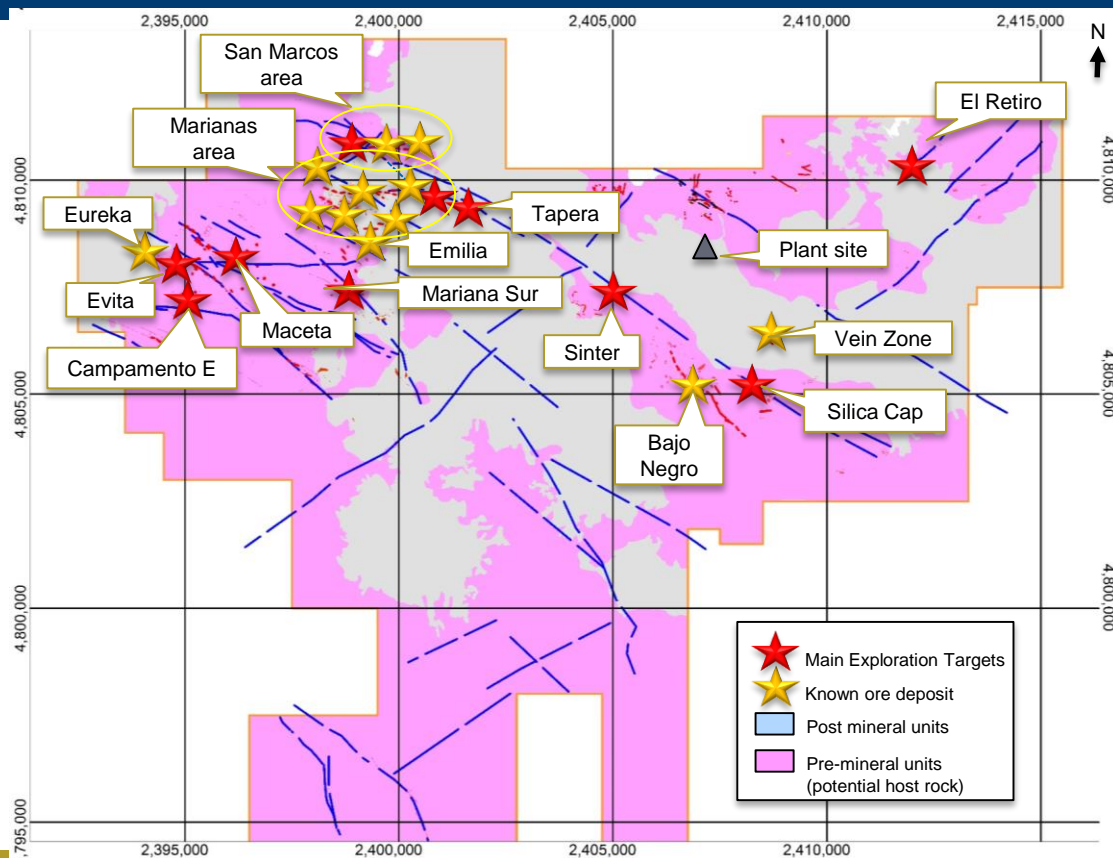 2,395,000
2,400,000
2,405,000
2,410,000
2,415,000
N
San Marcos
area
El Retiro
Marianas
area
4,810,000
4,810,000
Eureka
Tapera
Emilia
Plant site
Evita
Mariana Sur
Maceta
Sinter
Vein Zone
Campamento E
4,805,000
4,805,000
Silica Cap
Bajo
Negro
4,800,000
4,800,000
Main Exploration Targets
Known ore deposit
Post mineral units
Pre-mineral units
(potential host rock)
,795,000
4,795,000
2,395,000
2,400,000
2,405,000
2,410,000